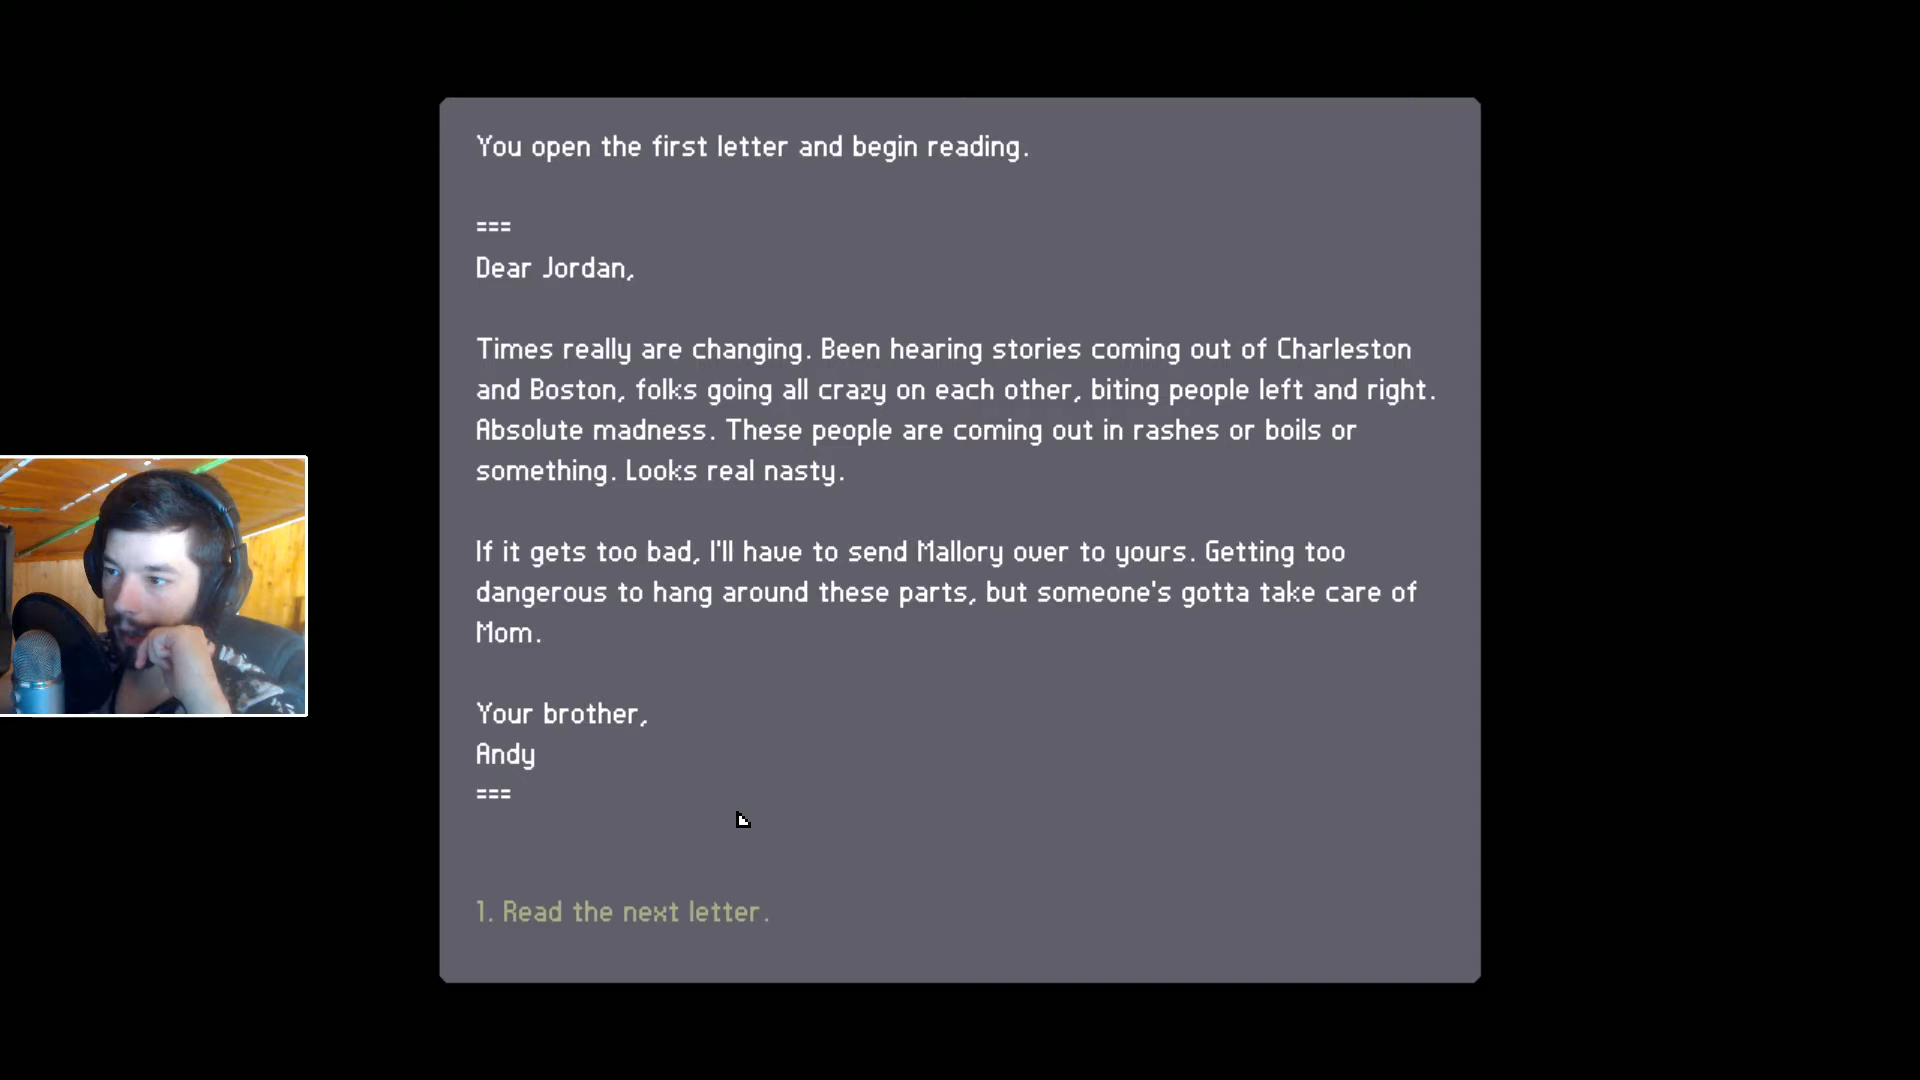 You open the first letter and begin reading.
===
Dear Jordan,
Times really are changing. Been hearing stories coming out of Charleston
and Boston, folks going all crazy on each other, biting people left and right.
Absolute madness. These people are coming out in rashes or boils or
something. Looks real nasty.
If it gets too bad, I'll have to send Mallory over to yours. Getting too
dangerous to hang around these parts, but someone's gotta take care of
Mom.
Your brother,
Andy
===
1. Read the next letter.